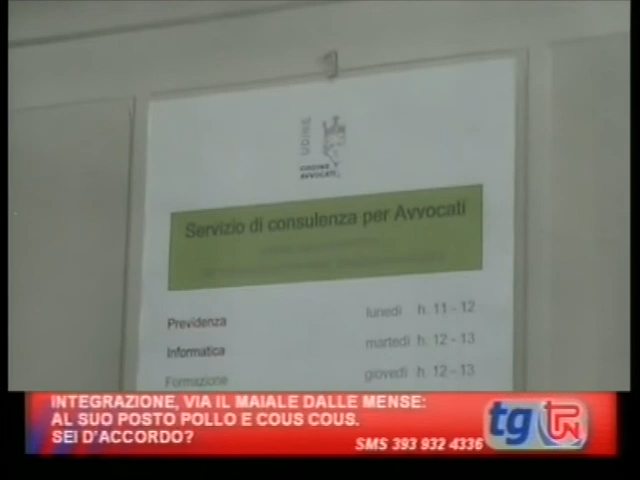 UDINE
ORDINE
AVVOCATI
Servizio di consulenza per Avvocati
Previdenza lunedì h. 11 - 12
Informatica martedì h. 12 - 13
Formazione giovedì h. 12 - 13
INTEGRAZIONE, VIA IL MAIALE DALLE MENSE:
AL SUO POSTO POLLO E COUS COUS.
SEI D'ACCORDO?
SMS 393 932 4336
tg TPN